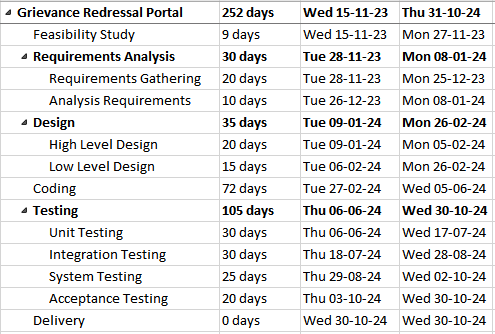 Grievance Redressal Portal 252 days Wed 15-11-23 Thu 31-10-24
Feasibility Study 9 days Wed 15-11-23 Mon 27-11-23
Requirements Analysis 30 days Tue 28-11-23 Mon 08-01-24
Requirements Gathering 20 days Tue 28-11-23 Mon 25-12-23
Analysis Requirements 10 days Tue 26-12-23 Mon 08-01-24
Design 35 days Tue 09-01-24 Mon 26-02-24
High Level Design 20 days Tue 09-01-24 Mon 05-02-24
Low Level Design 15 days Tue 06-02-24 Mon 26-02-24
Coding 72 days Tue 27-02-24 Wed 05-06-24
Testing 105 days Thu 06-06-24 Wed 30-10-24
Unit Testing 30 days Thu 06-06-24 Wed 17-07-24
Integration Testing 30 days Thu 18-07-24 Wed 28-08-24
System Testing 25 days Thu 29-08-24 Wed 02-10-24
Acceptance Testing 20 days Thu 03-10-24 Wed 30-10-24
Delivery 0 days Wed 30-10-24 Wed 30-10-24